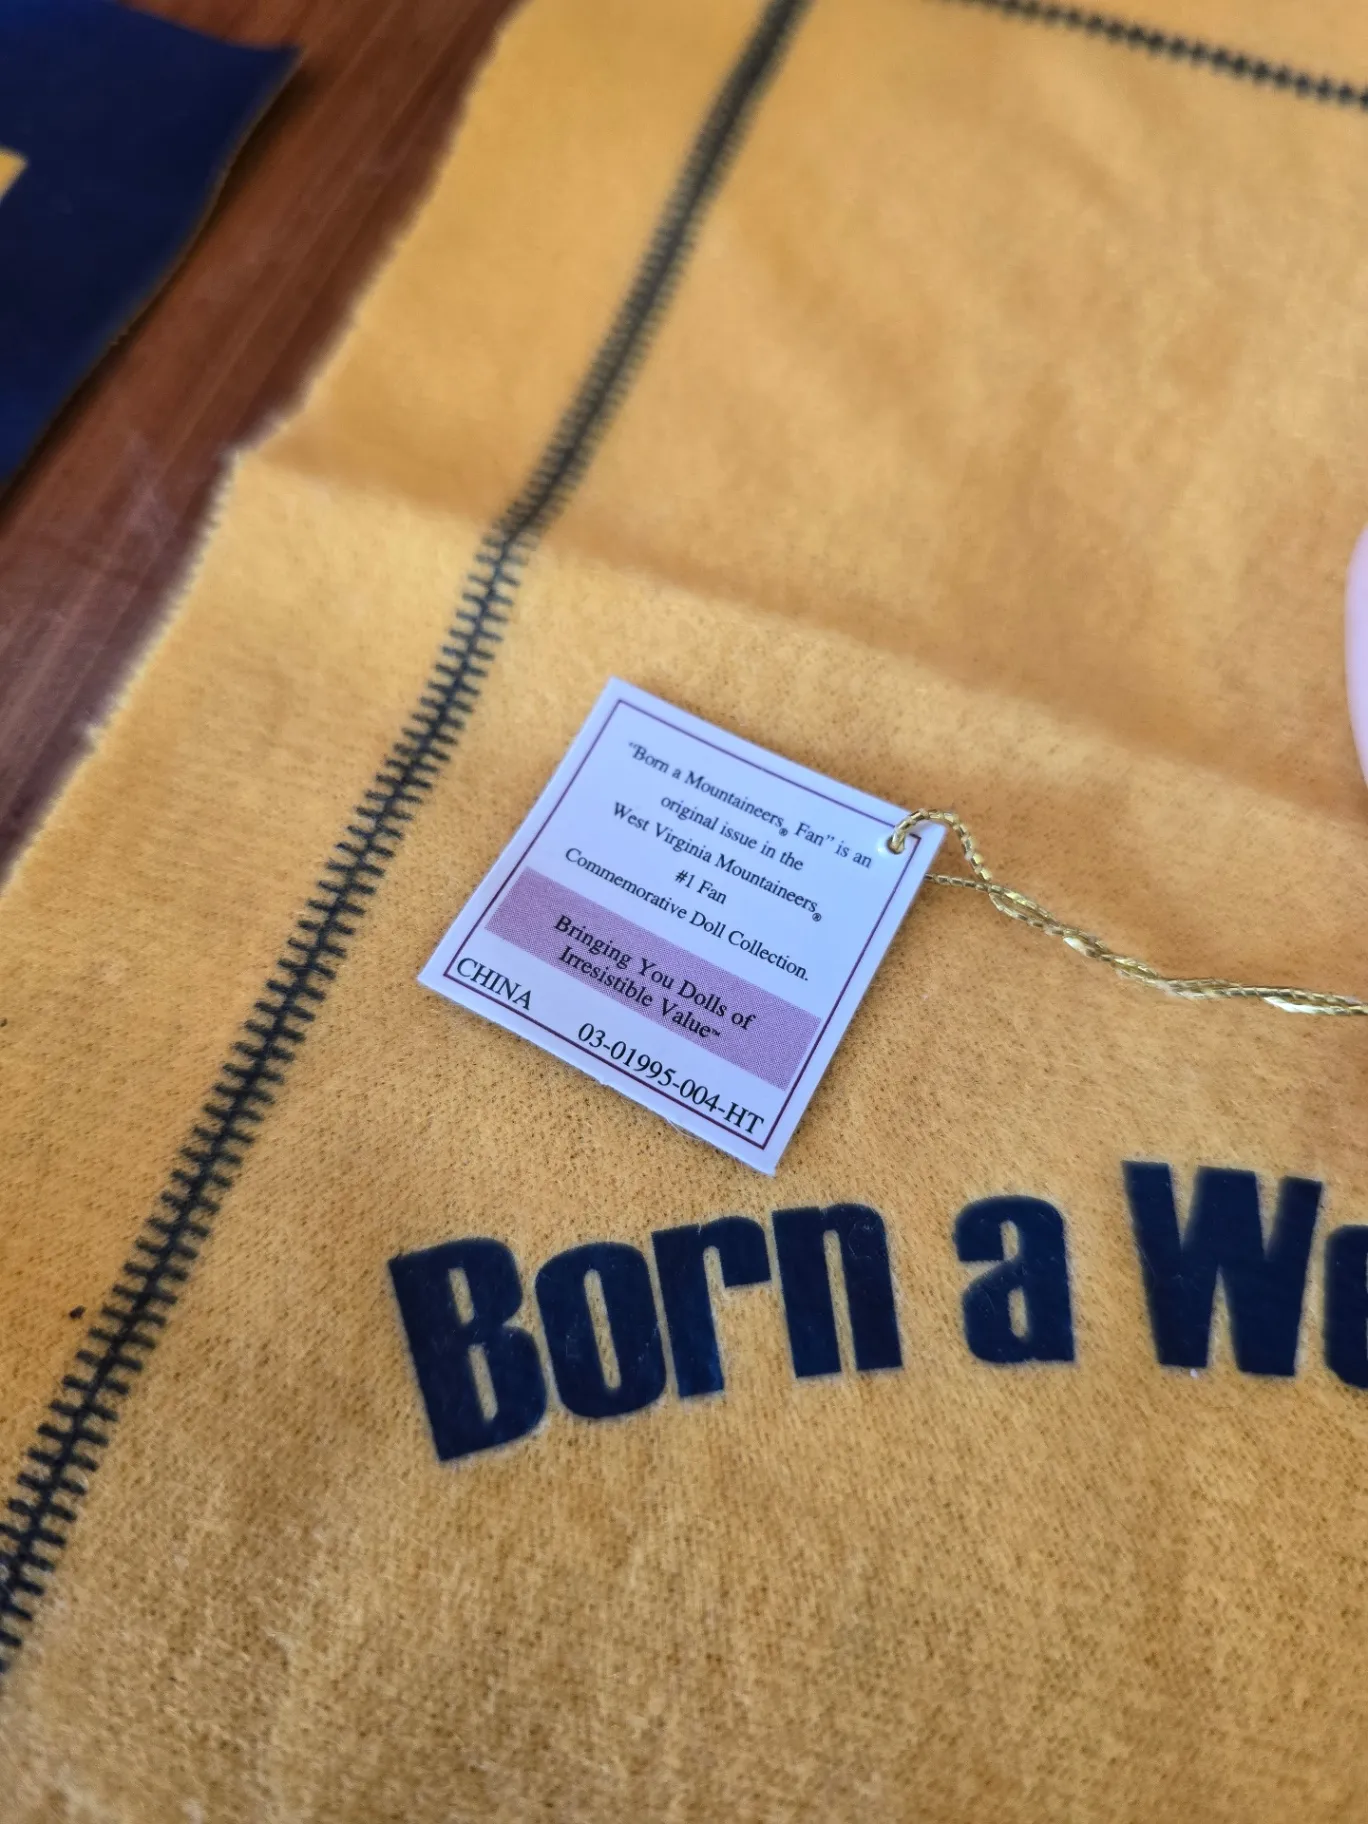 “Born a Mountaineers® Fan” is an
original issue in the
West Virginia Mountaineers®
#1 Fan
Commemorative Doll Collection.
Bringing You Dolls of
Irresistible Value™
CHINA 03-01995-004-HT
Born a We